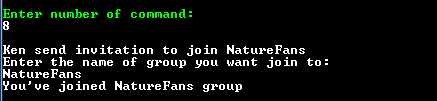 Enter number of command:
8
Ken send invitation to join NatureFans
Enter the name of group you want join to:
NatureFans
You've joined NatureFans group